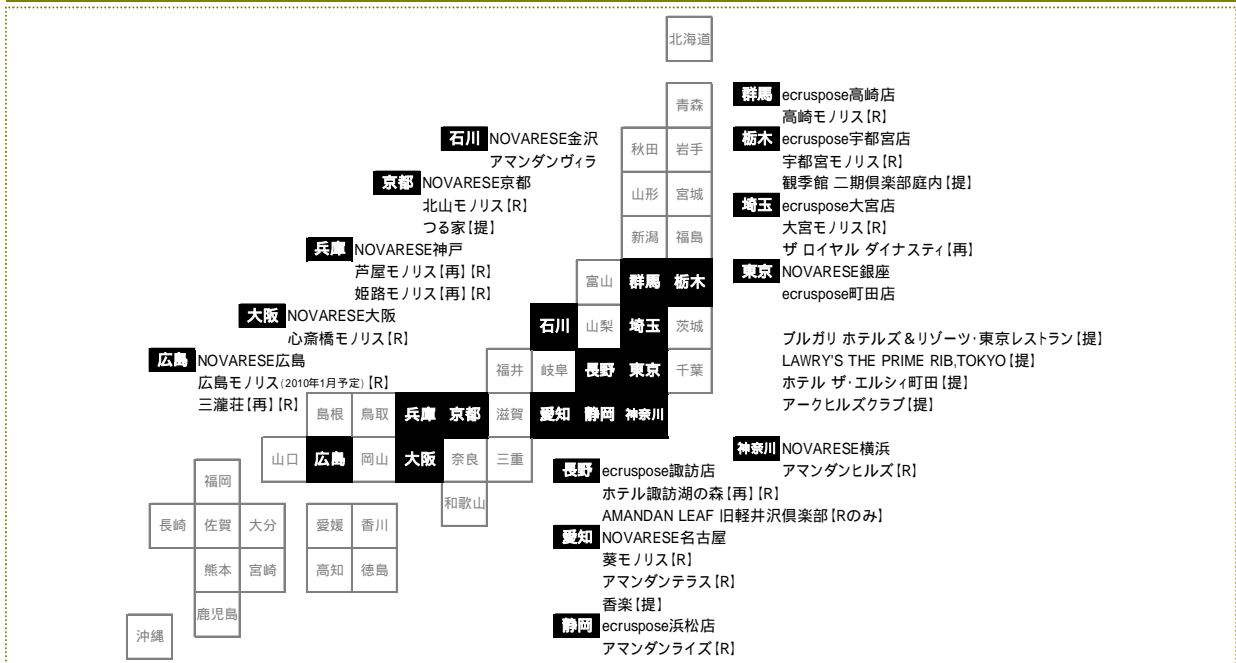 北海道
青森
秋田 岩手
山形 宮城
新潟 福島
富山 群馬 栃木
石川 山梨 埼玉 茨城
福井 岐阜 長野 東京 千葉
島根 鳥取 兵庫 京都 滋賀 愛知 静岡 神奈川
山口 広島 岡山 大阪 奈良 三重
和歌山
福岡
長崎 佐賀 大分
熊本 宮崎
鹿児島
沖縄
愛媛 香川
高知 徳島
石川 NOVARESE金沢
アマンダンヴィラ
京都 NOVARESE京都
北山モノリス【R】
つる家【提】
兵庫 NOVARESE神戸
芦屋モノリス【再】【R】
姫路モノリス【再】【R】
大阪 NOVARESE大阪
心斎橋モノリス【R】
広島 NOVARESE広島
広島モノリス(2010年1月予定)【R】
三瀧荘【再】【R】
群馬 ecruspose高崎店
高崎モノリス【R】
栃木 ecruspose宇都宮店
宇都宮モノリス【R】
観季館 二期倶楽部庭内【提】
埼玉 ecruspose大宮店
大宮モノリス【R】
ザ ロイヤル ダイナスティ【再】
東京 NOVARESE銀座
ecruspose町田店
ブルガリ ホテルズ&リゾーツ・東京レストラン【提】
LAWRY'S THE PRIME RIB,TOKYO【提】
ホテル ザ・エルシィ町田【提】
アークヒルズクラブ【提】
神奈川 NOVARESE横浜
アマンダンヒルズ【R】
長野 ecruspose諏訪店
ホテル諏訪湖の森【再】【R】
AMANDAN LEAF 旧軽井沢倶楽部【Rのみ】
愛知 NOVARESE名古屋
葵モノリス【R】
アマンダンテラス【R】
香楽【提】
静岡 ecruspose浜松店
アマンダンライズ【R】